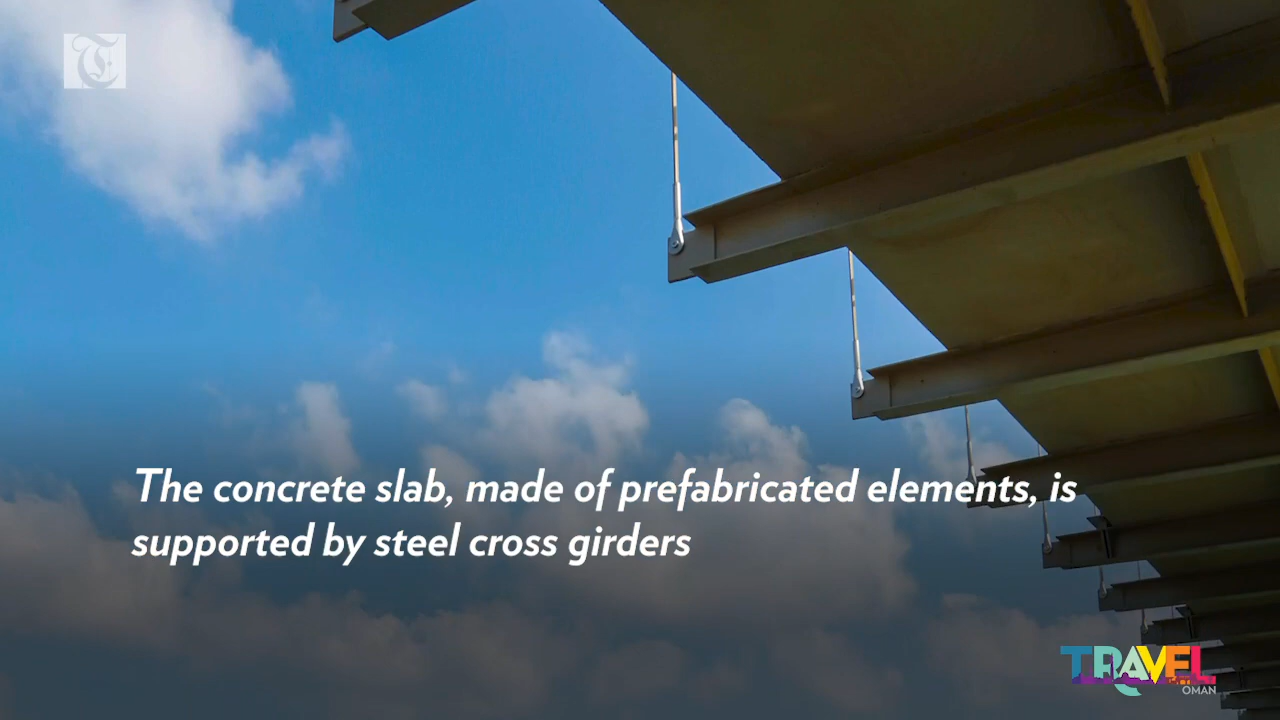 T
The concrete slab, made of prefabricated elements, is
supported by steel cross girders
TRAVEL
OMAN